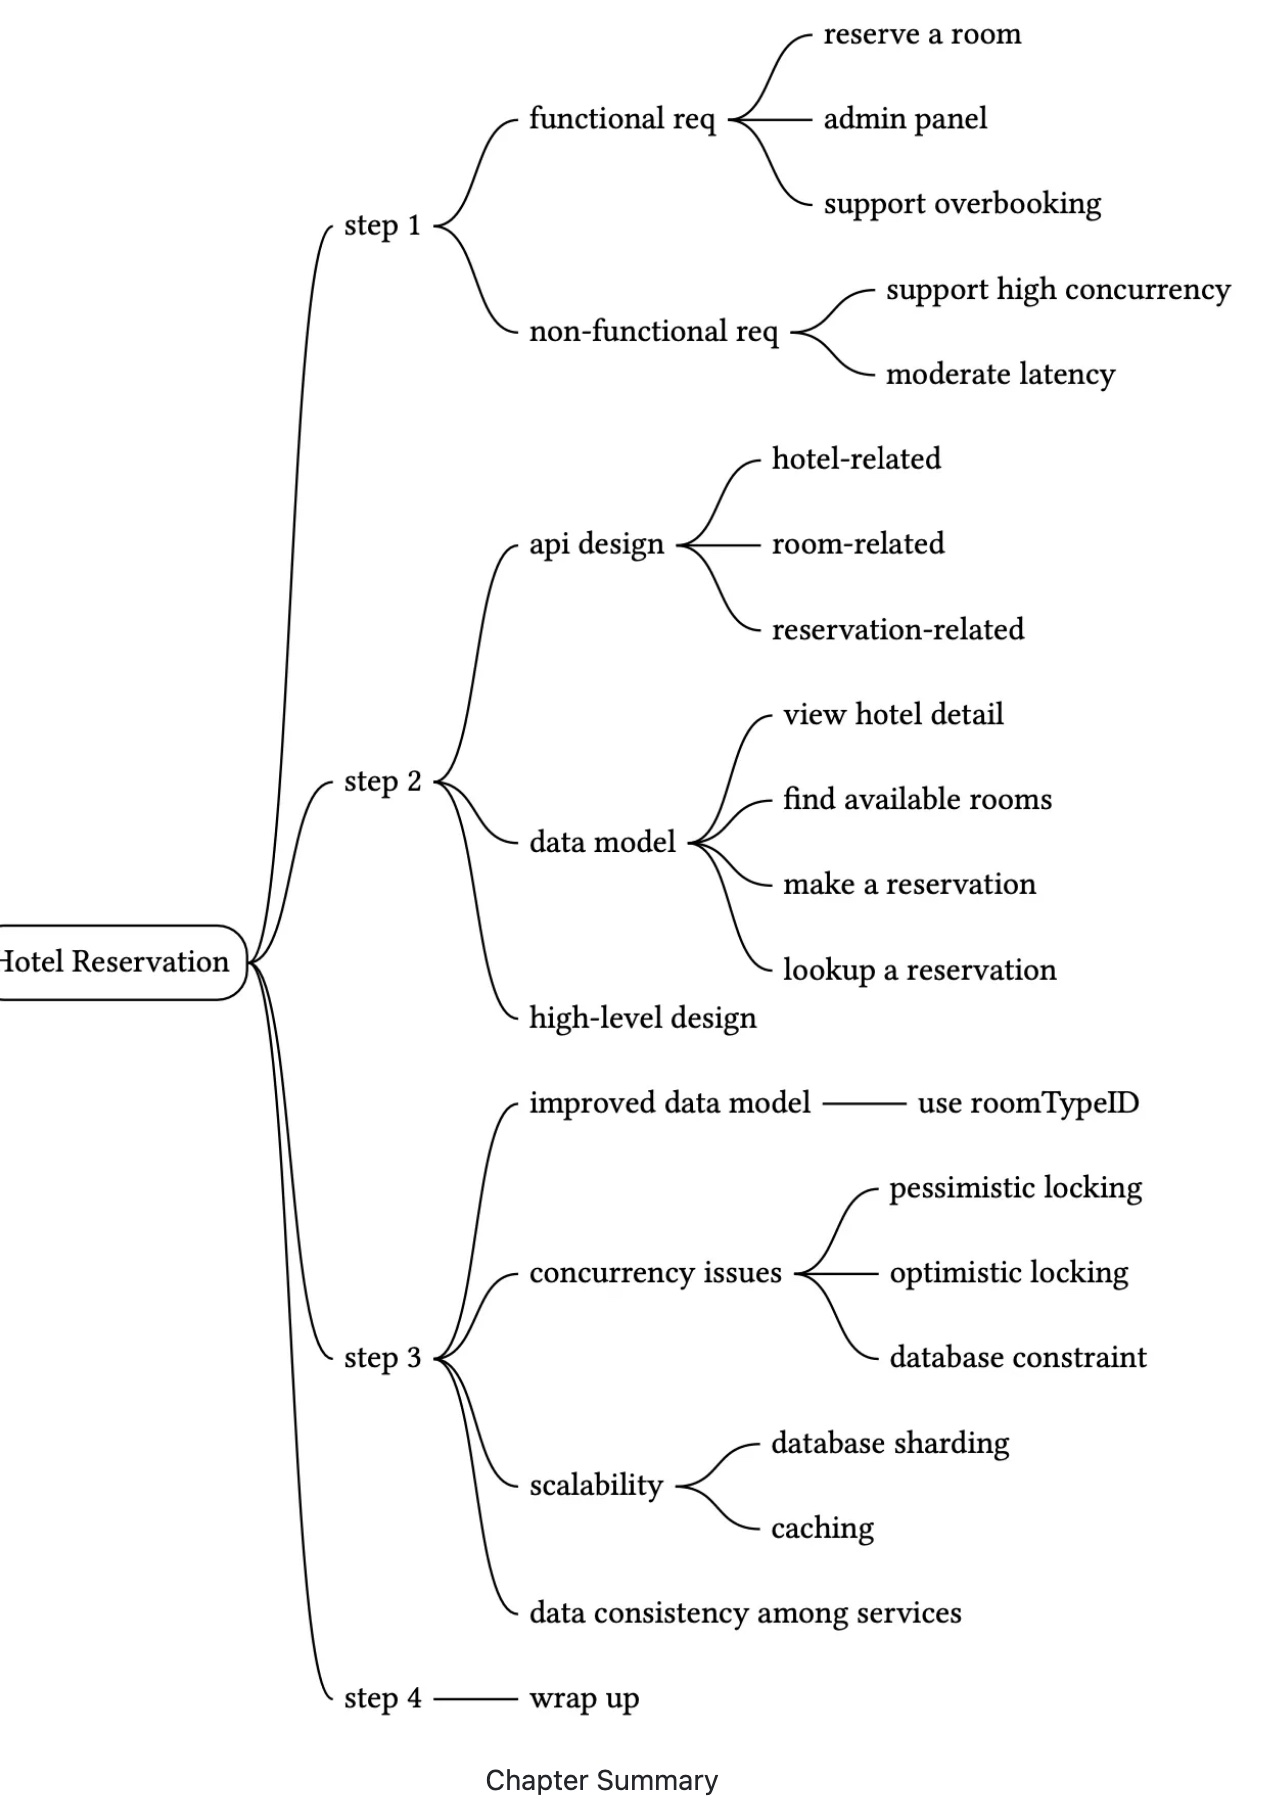 Hotel Reservation
step 1
functional req
reserve a room
admin panel
support overbooking
non-functional req
support high concurrency
moderate latency
step 2
api design
hotel-related
room-related
reservation-related
data model
view hotel detail
find available rooms
make a reservation
lookup a reservation
high-level design
step 3
improved data model
use roomTypeID
concurrency issues
pessimistic locking
optimistic locking
database constraint
scalability
database sharding
caching
data consistency among services
step 4
wrap up
Chapter Summary